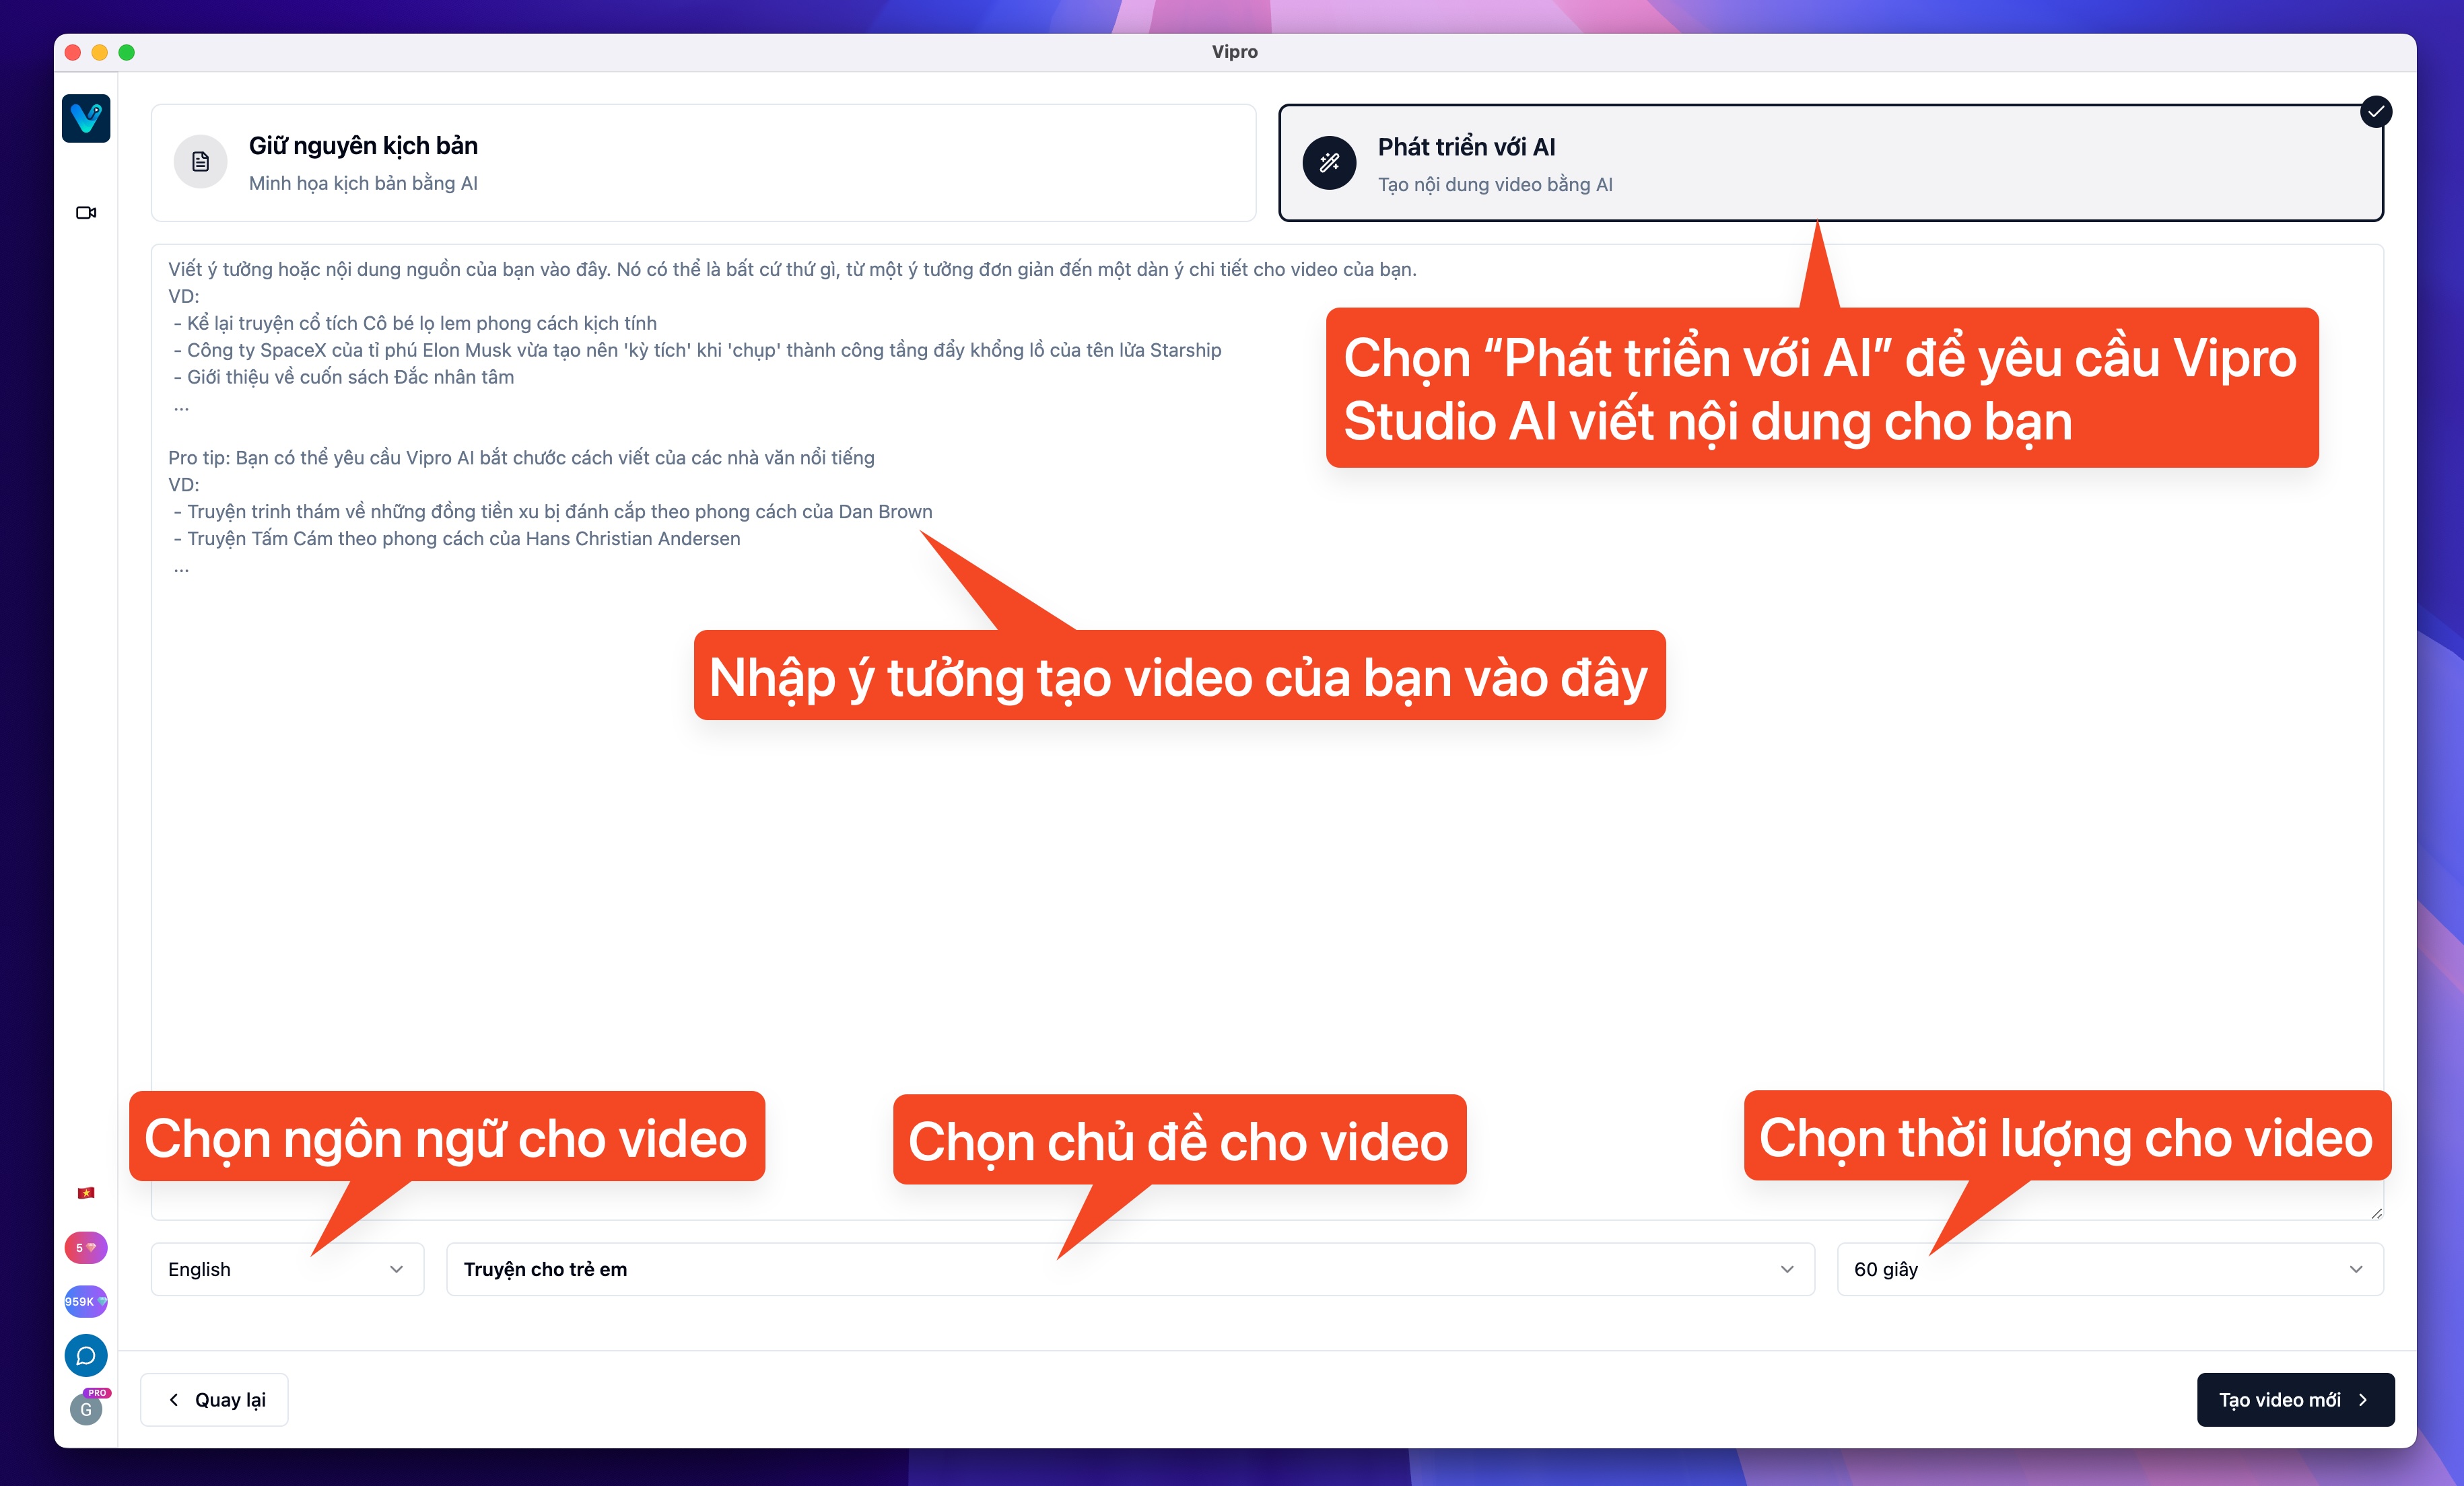 Vipro
Giữ nguyên kịch bản
Minh họa kịch bản bằng AI
Phát triển với AI
Tạo nội dung video bằng AI
Viết ý tưởng hoặc nội dung nguồn của bạn vào đây. Nó có thể là bất cứ thứ gì, từ một ý tưởng đơn giản đến một dàn ý chi tiết cho video của bạn.
VD:
- Kể lại truyện cổ tích Cô bé lọ lem phong cách kịch tính
- Công ty SpaceX của tỉ phú Elon Musk vừa tạo nên 'kỳ tích' khi 'chụp' thành công tầng đẩy khổng lồ của tên lửa Starship
- Giới thiệu về cuốn sách Đắc nhân tâm
...
Chọn “Phát triển với AI” để yêu cầu Vipro
Studio AI viết nội dung cho bạn
Pro tip: Bạn có thể yêu cầu Vipro AI bắt chước cách viết của các nhà văn nổi tiếng
VD:
- Truyện trinh thám về những đồng tiền xu bị đánh cắp theo phong cách của Dan Brown
- Truyện Tấm Cám theo phong cách của Hans Christian Andersen
...
Nhập ý tưởng tạo video của bạn vào đây
Chọn ngôn ngữ cho video
Chọn chủ đề cho video
Chọn thời lượng cho video
English
Truyện cho trẻ em
60 giây
5
959K
PRO
G
Quay lại
Tạo video mới